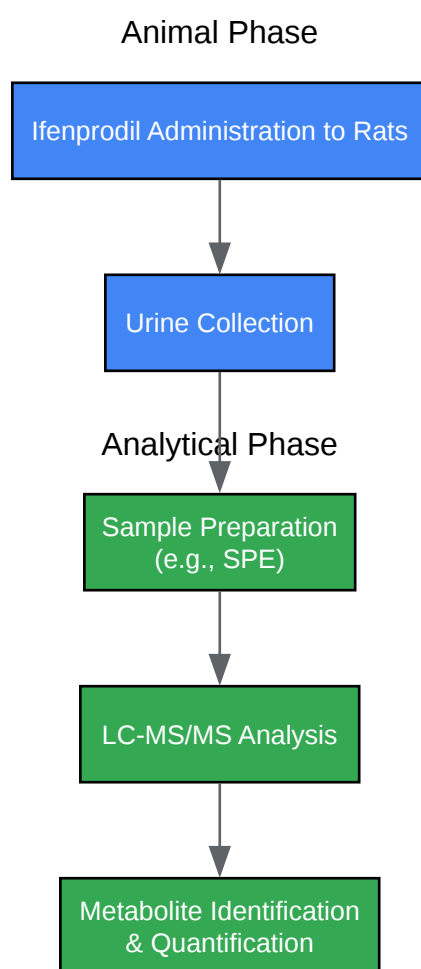 Animal Phase
Ifenprodil Administration to Rats
Urine Collection
Analytical Phase
Sample Preparation
(e.g., SPE)
LC-MS/MS Analysis
Metabolite Identification
& Quantification